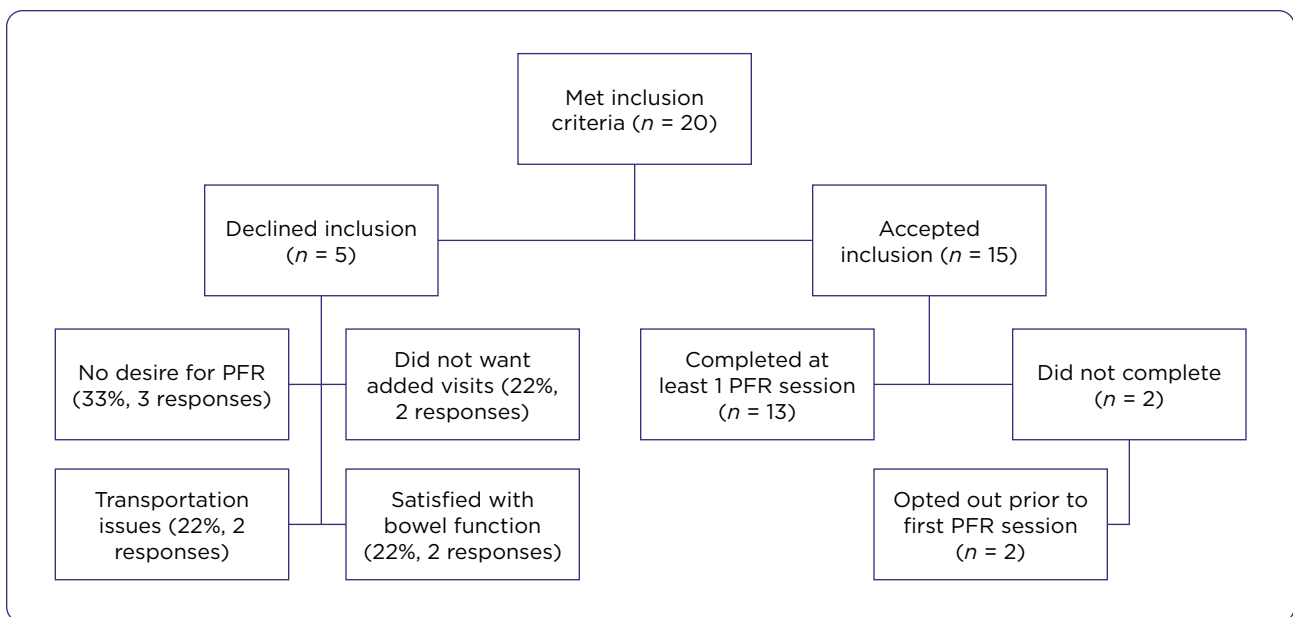 Met inclusion
criteria (n = 20)
Declined inclusion
(n = 5)
Accepted
inclusion (n = 15)
No desire for PFR
(33%, 3 responses)
Did not want
added visits (22%,
2 responses)
Completed at
least 1 PFR session
(n = 13)
Did not complete
(n = 2)
Transportation
issues (22%, 2
responses)
Satisfied with
bowel function
(22%, 2 responses)
Opted out prior to
first PFR session
(n = 2)